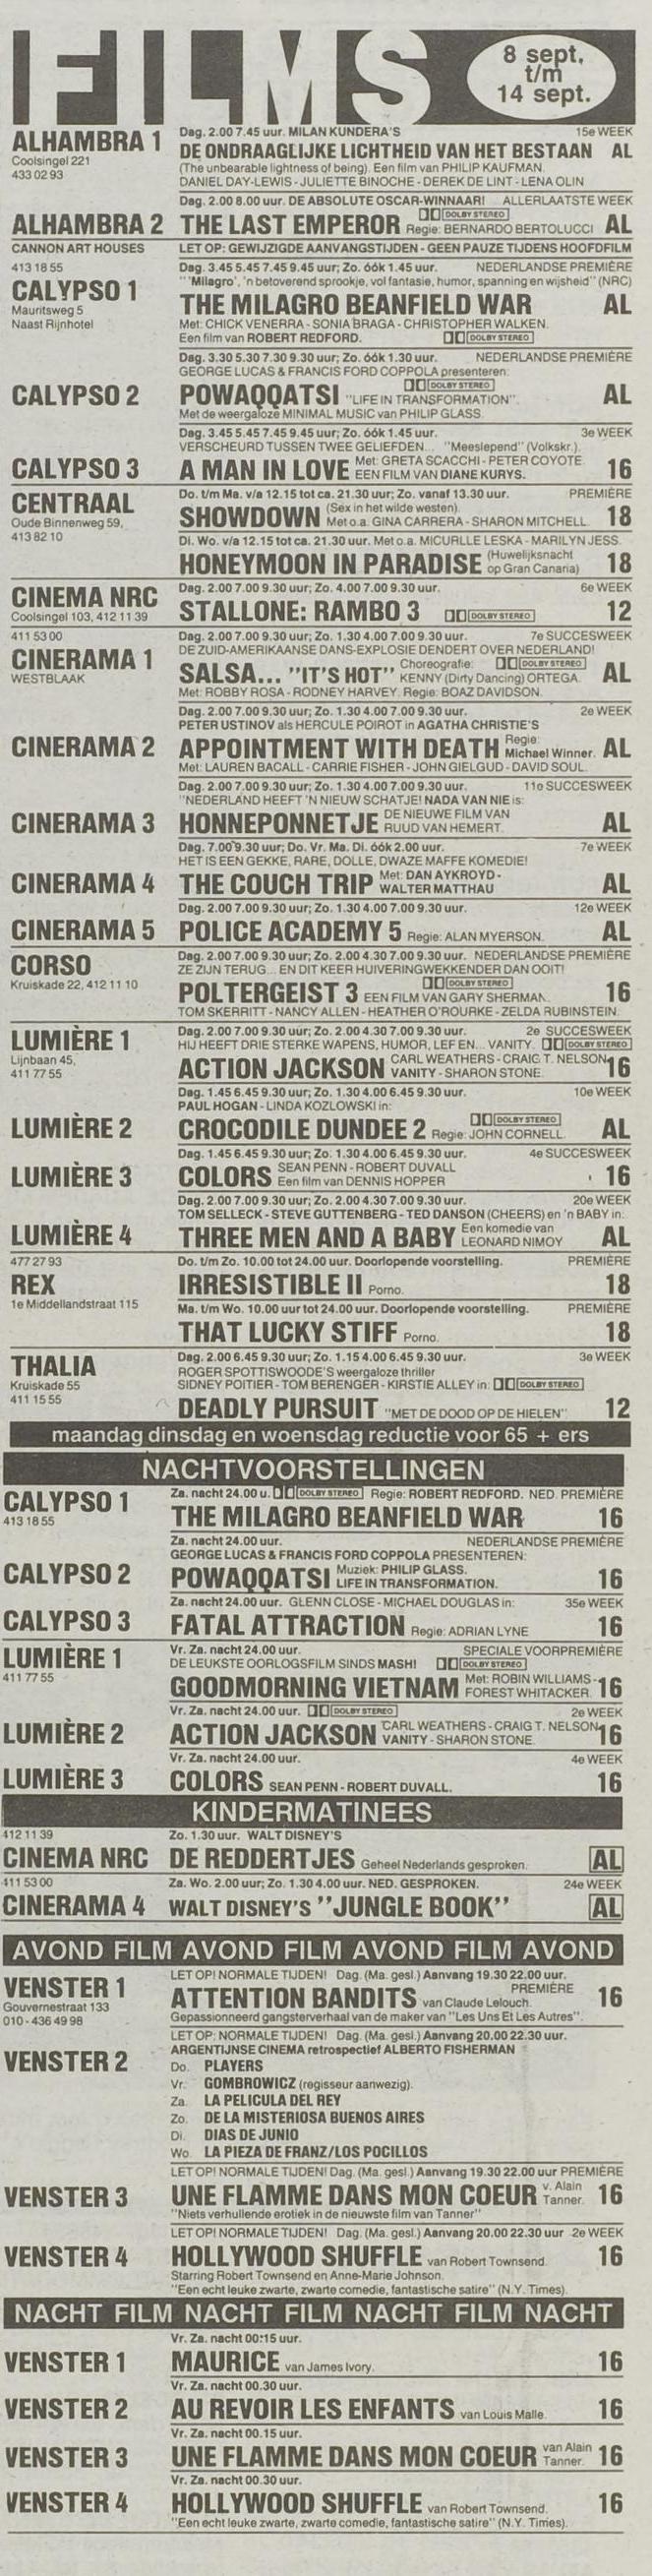 FILMS
8 sept.
t/m
14 sept.
ALHAMBRA 1
Coolsingel 221
433 02 93
Dag. 2.00 7.45 uur. MILAN KUNDERA'S 15e WEEK
DE ONDRAAGLIJKE LICHTHEID VAN HET BESTAAN AL
(The unbearable lightness of being). Een film van PHILIP KAUFMAN.
DANIEL DAY-LEWIS - JULIETTE BINOCHE - DEREK DE LINT - LENA OLIN
Dag. 2.00 8.00 uur. DE ABSOLUTE OSCAR-WINNAAR! ALLERLAATSTE WEEK
DOLBY STEREO
ALHAMBRA 2 THE LAST EMPEROR Regie: BERNARDO BERTOLUCCI AL
CANNON ART HOUSES LET OP: GEWIJZIGDE AANVANGSTIJDEN - GEEN PAUZE TIJDENS HOOFDFILM
413 18 55
CALYPSO 1
Mauritsweg 5
Naast Rijnhotel
Dag. 3.45 5.45 7.45 9.45 uur; Zo. óók 1.45 uur. NEDERLANDSE PREMIÈRE
"'Milagro', 'n betoverend sprookje, vol fantasie, humor, spanning en wijsheid" (NRC)
THE MILAGRO BEANFIELD WAR AL
Met: CHICK VENERRA - SONIA BRAGA - CHRISTOPHER WALKEN.
Een film van ROBERT REDFORD. DOLBY STEREO
Dag. 3.30 5.30 7.30 9.30 uur; Zo. óók 1.30 uur. NEDERLANDSE PREMIÈRE
GEORGE LUCAS & FRANCIS FORD COPPOLA presenteren:
DOLBY STEREO
CALYPSO 2 POWAQQATSI "LIFE IN TRANSFORMATION". AL
Met de weergaloze MINIMAL MUSIC van PHILIP GLASS.
Dag. 3.45 5.45 7.45 9.45 uur; Zo. óók 1.45 uur. 3e WEEK
VERSCHEURD TUSSEN TWEE GELIEFDEN... "Meeslepend" (Volkskr.).
CALYPSO 3 A MAN IN LOVE Met: GRETA SCACCHI - PETER COYOTE. EEN FILM VAN DIANE KURYS. 16
CENTRAAL
Oude Binnenweg 59,
413 82 10
Do. t/m Ma. v/a 12.15 tot ca. 21.30 uur; Zo. vanaf 13.30 uur. PREMIÈRE
SHOWDOWN (Sex in het wilde westen). Met o.a. GINA CARRERA - SHARON MITCHELL. 18
Di. Wo. v/a 12.15 tot ca. 21.30 uur. Met o.a. MICURLLE LESKA - MARILYN JESS.
HONEYMOON IN PARADISE (Huwelijksnacht op Gran Canaria) 18
CINEMA NRC
Coolsingel 103, 412 11 39
Dag. 2.00 7.00 9.30 uur; Zo. 4.00 7.00 9.30 uur. 6e WEEK
STALLONE: RAMBO 3 DOLBY STEREO 12
411 53 00
CINERAMA 1
WESTBLAAK
Dag. 2.00 7.00 9.30 uur; Zo. 1.30 4.00 7.00 9.30 uur. 7e SUCCESWEEK
DE ZUID-AMERIKAANSE DANS-EXPLOSIE DENDERT OVER NEDERLAND!
SALSA... "IT'S HOT" Choreografie: DOLBY STEREO KENNY (Dirty Dancing) ORTEGA. AL
Met: ROBBY ROSA - RODNEY HARVEY. Regie: BOAZ DAVIDSON.
Dag. 2.00 7.00 9.30 uur; Zo. 1.30 4.00 7.00 9.30 uur. 2e WEEK
PETER USTINOV als HERCULE POIROT in AGATHA CHRISTIE'S
CINERAMA 2 APPOINTMENT WITH DEATH Regie: Michael Winner. AL
Met: LAUREN BACALL - CARRIE FISHER - JOHN GIELGUD - DAVID SOUL.
Dag. 2.00 7.00 9.30 uur; Zo. 1.30 4.00 7.00 9.30 uur. 11e SUCCESWEEK
"NEDERLAND HEEFT 'N NIEUW SCHATJE! NADA VAN NIE is:
CINERAMA 3 HONNEPONNETJE DE NIEUWE FILM VAN RUUD VAN HEMERT. AL
Dag. 7.00 9.30 uur; Do. Vr. Ma. Di. óók 2.00 uur. 7e WEEK
HET IS EEN GEKKE, RARE, DOLLE, DWAZE MAFFE KOMEDIE!
CINERAMA 4 THE COUCH TRIP Met: DAN AYKROYD - WALTER MATTHAU AL
Dag. 2.00 7.00 9.30 uur; Zo. 1.30 4.00 7.00 9.30 uur. 12e WEEK
CINERAMA 5 POLICE ACADEMY 5 Regie: ALAN MYERSON. AL
CORSO
Kruiskade 22, 412 11 10
Dag. 2.00 7.00 9.30 uur; Zo. 2.00 4.30 7.00 9.30 uur. NEDERLANDSE PREMIÈRE
ZE ZIJN TERUG... EN DIT KEER HUIVERINGWEKKENDER DAN OOIT!
DOLBY STEREO
POLTERGEIST 3 EEN FILM VAN GARY SHERMAN. 16
TOM SKERRITT - NANCY ALLEN - HEATHER O'ROURKE - ZELDA RUBINSTEIN.
LUMIÈRE 1
Lijnbaan 45,
411 77 55
Dag. 2.00 7.00 9.30 uur; Zo. 2.00 4.30 7.00 9.30 uur. 2e SUCCESWEEK
HIJ HEEFT DRIE STERKE WAPENS, HUMOR, LEF EN... VANITY. DOLBY STEREO
ACTION JACKSON CARL WEATHERS - CRAIG T. NELSON VANITY - SHARON STONE. 16
Dag. 1.45 6.45 9.30 uur; Zo. 1.30 4.00 6.45 9.30 uur. 10e WEEK
PAUL HOGAN - LINDA KOZLOWSKI in:
DOLBY STEREO
LUMIÈRE 2 CROCODILE DUNDEE 2 Regie: JOHN CORNELL. AL
Dag. 1.45 6.45 9.30 uur; Zo. 1.30 4.00 6.45 9.30 uur. 4e SUCCESWEEK
LUMIÈRE 3 COLORS SEAN PENN - ROBERT DUVALL Een film van DENNIS HOPPER 16
Dag. 2.00 7.00 9.30 uur; Zo. 2.00 4.30 7.00 9.30 uur. 20e WEEK
TOM SELLECK - STEVE GUTTENBERG - TED DANSON (CHEERS) en 'n BABY in:
LUMIÈRE 4 THREE MEN AND A BABY Een komedie van LEONARD NIMOY AL
477 27 93
REX
1e Middellandstraat 115
Do. t/m Zo. 10.00 tot 24.00 uur. Doorlopende voorstelling. PREMIÈRE
IRRESISTIBLE II Porno. 18
Ma. t/m Wo. 10.00 uur tot 24.00 uur. Doorlopende voorstelling. PREMIÈRE
THAT LUCKY STIFF Porno. 18
THALIA
Kruiskade 55
411 15 55
Dag. 2.00 6.45 9.30 uur; Zo. 1.15 4.00 6.45 9.30 uur. 3e WEEK
ROGER SPOTTISWOODE'S weergaloze thriller
SIDNEY POITIER - TOM BERENGER - KIRSTIE ALLEY in: DOLBY STEREO
DEADLY PURSUIT "MET DE DOOD OP DE HIELEN" 12
maandag dinsdag en woensdag reductie voor 65 + ers
NACHTVOORSTELLINGEN
CALYPSO 1
413 18 55
Za. nacht 24.00 u. DOLBY STEREO Regie: ROBERT REDFORD. NED. PREMIÈRE
THE MILAGRO BEANFIELD WAR 16
Za. nacht 24.00 uur. NEDERLANDSE PREMIÈRE
GEORGE LUCAS & FRANCIS FORD COPPOLA PRESENTEREN:
CALYPSO 2 POWAQQATSI Muziek: PHILIP GLASS. LIFE IN TRANSFORMATION. 16
Za. nacht 24.00 uur. GLENN CLOSE - MICHAEL DOUGLAS in: 35e WEEK
CALYPSO 3 FATAL ATTRACTION Regie: ADRIAN LYNE 16
LUMIÈRE 1
411 77 55
Vr. Za. nacht 24.00 uur. SPECIALE VOORPREMIÈRE
DE LEUKSTE OORLOGSFILM SINDS MASH! DOLBY STEREO
GOODMORNING VIETNAM Met: ROBIN WILLIAMS - FOREST WHITACKER. 16
Vr. Za. nacht 24.00 uur. DOLBY STEREO 2e WEEK
LUMIÈRE 2 ACTION JACKSON CARL WEATHERS - CRAIG T. NELSON VANITY - SHARON STONE. 16
Vr. Za. nacht 24.00 uur. 4e WEEK
LUMIÈRE 3 COLORS SEAN PENN - ROBERT DUVALL. 16
KINDERMATINEES
412 11 39 Zo. 1.30 uur. WALT DISNEY'S
CINEMA NRC DE REDDERTJES Geheel Nederlands gesproken. AL
411 53 00 Za. Wo. 2.00 uur; Zo. 1.30 4.00 uur. NED. GESPROKEN. 24e WEEK
CINERAMA 4 WALT DISNEY'S "JUNGLE BOOK" AL
AVOND FILM AVOND FILM AVOND FILM AVOND
VENSTER 1
Gouvernestraat 133
010 - 436 49 98
LET OP! NORMALE TIJDEN! Dag. (Ma. gesl.) Aanvang 19.30 22.00 uur.
PREMIÈRE
ATTENTION BANDITS van Claude Lelouch. 16
Gepassionneerd gangsterverhaal van de maker van "Les Uns Et Les Autres".
LET OP: NORMALE TIJDEN! Dag. (Ma. gesl.) Aanvang 20.00 22.30 uur.
ARGENTIJNSE CINEMA retrospectief ALBERTO FISHERMAN
VENSTER 2 Do. PLAYERS
Vr. GOMBROWICZ (regisseur aanwezig).
Za. LA PELICULA DEL REY
Zo. DE LA MISTERIOSA BUENOS AIRES
Di. DIAS DE JUNIO
Wo. LA PIEZA DE FRANZ/LOS POCILLOS
LET OP! NORMALE TIJDEN! Dag. (Ma. gesl.) Aanvang 19.30 22.00 uur PREMIÈRE
VENSTER 3 UNE FLAMME DANS MON COEUR v. Alain Tanner. 16
"Niets verhullende erotiek in de nieuwste film van Tanner"
LET OP! NORMALE TIJDEN! Dag. (Ma. gesl.) Aanvang 20.00 22.30 uur 2e WEEK
VENSTER 4 HOLLYWOOD SHUFFLE van Robert Townsend. 16
Starring Robert Townsend en Anne-Marie Johnson.
"Een echt leuke zwarte, zwarte comedie, fantastische satire" (N.Y. Times).
NACHT FILM NACHT FILM NACHT FILM NACHT
Vr. Za. nacht 00:15 uur.
VENSTER 1 MAURICE van James Ivory. 16
Vr. Za. nacht 00.30 uur.
VENSTER 2 AU REVOIR LES ENFANTS van Louis Malle. 16
Vr. Za. nacht 00.15 uur.
VENSTER 3 UNE FLAMME DANS MON COEUR van Alain Tanner. 16
Vr. Za. nacht 00.30 uur.
VENSTER 4 HOLLYWOOD SHUFFLE van Robert Townsend. 16
"Een echt leuke zwarte, zwarte comedie, fantastische satire" (N.Y. Times).